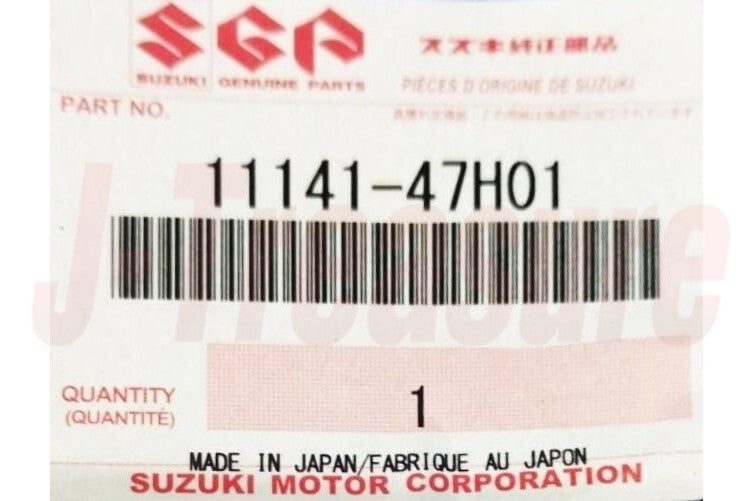 SGP
SUZUKI GENUINE PARTS
スズキ純正部品
PIÈCES D'ORIGINE DE SUZUKI
PART NO.
11141-47H01
J-Treasure
QUANTITY
(QUANTITÉ)
1
MADE IN JAPAN/FABRIQUE AU JAPON
SUZUKI MOTOR CORPORATION